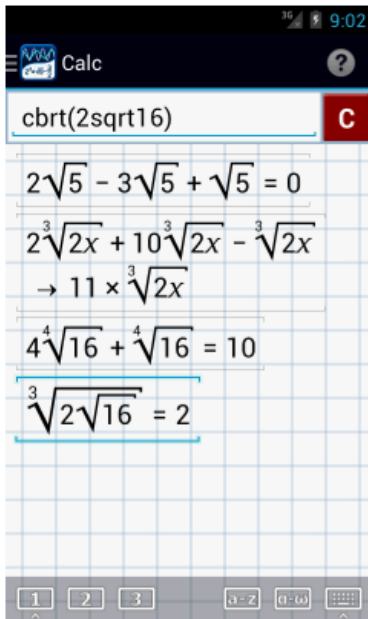 3G 9:02
Calc ?
cbrt(2sqrt16) C
2√5 − 3√5 + √5 = 0
2∛2x + 10∛2x − ∛2x
→ 11 × ∛2x
4∜16 + ∜16 = 10
∛(2√16) = 2
1 2 3 a-z α-ω